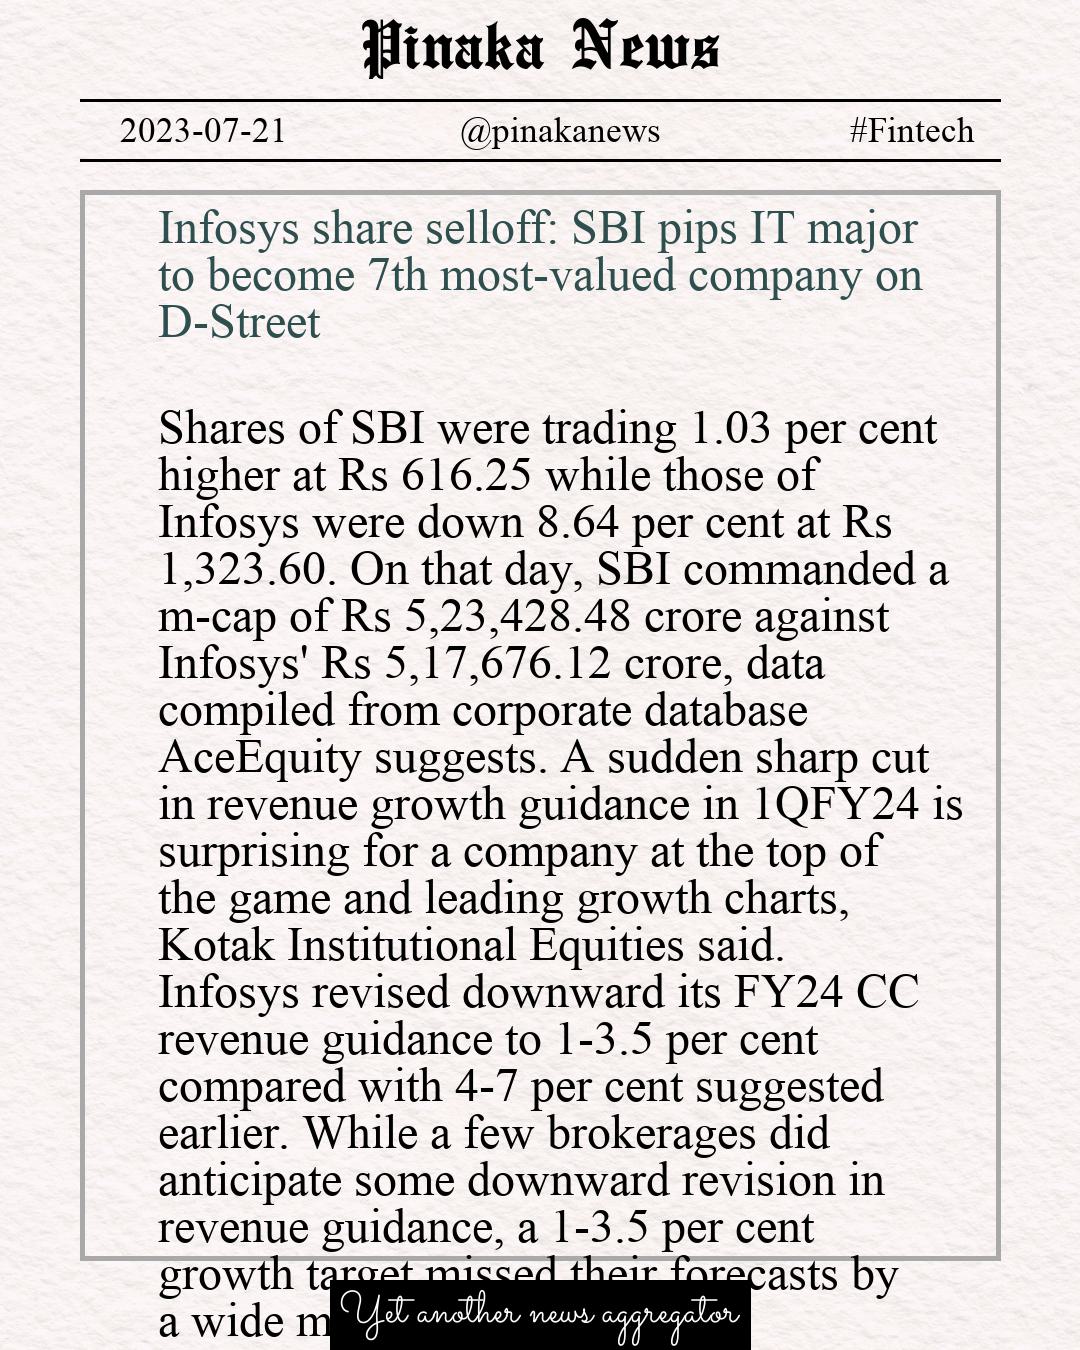 Pinaka News
2023-07-21 @pinakanews #Fintech
Infosys share selloff: SBI pips IT major
to become 7th most-valued company on
D-Street
Shares of SBI were trading 1.03 per cent
higher at Rs 616.25 while those of
Infosys were down 8.64 per cent at Rs
1,323.60. On that day, SBI commanded a
m-cap of Rs 5,23,428.48 crore against
Infosys' Rs 5,17,676.12 crore, data
compiled from corporate database
AceEquity suggests. A sudden sharp cut
in revenue growth guidance in 1QFY24 is
surprising for a company at the top of
the game and leading growth charts,
Kotak Institutional Equities said.
Infosys revised downward its FY24 CC
revenue guidance to 1-3.5 per cent
compared with 4-7 per cent suggested
earlier. While a few brokerages did
anticipate some downward revision in
revenue guidance, a 1-3.5 per cent
growth target missed their forecasts by
a wide
Yet another news aggregator